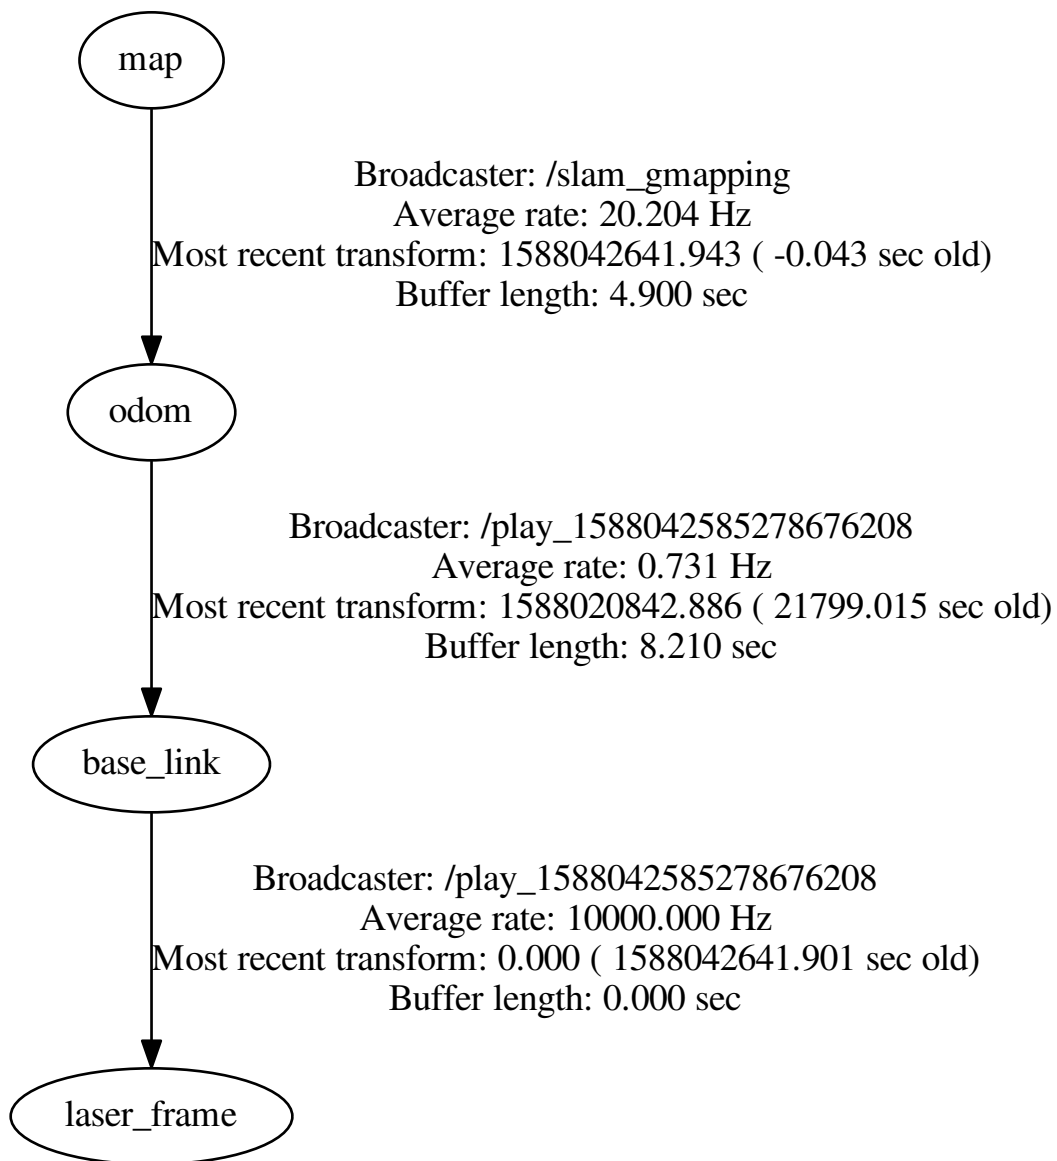 map
Broadcaster: /slam_gmapping
Average rate: 20.204 Hz
Most recent transform: 1588042641.943 ( -0.043 sec old)
Buffer length: 4.900 sec
odom
Broadcaster: /play_1588042585278676208
Average rate: 0.731 Hz
Most recent transform: 1588020842.886 ( 21799.015 sec old)
Buffer length: 8.210 sec
base_link
Broadcaster: /play_1588042585278676208
Average rate: 10000.000 Hz
Most recent transform: 0.000 ( 1588042641.901 sec old)
Buffer length: 0.000 sec
laser_frame